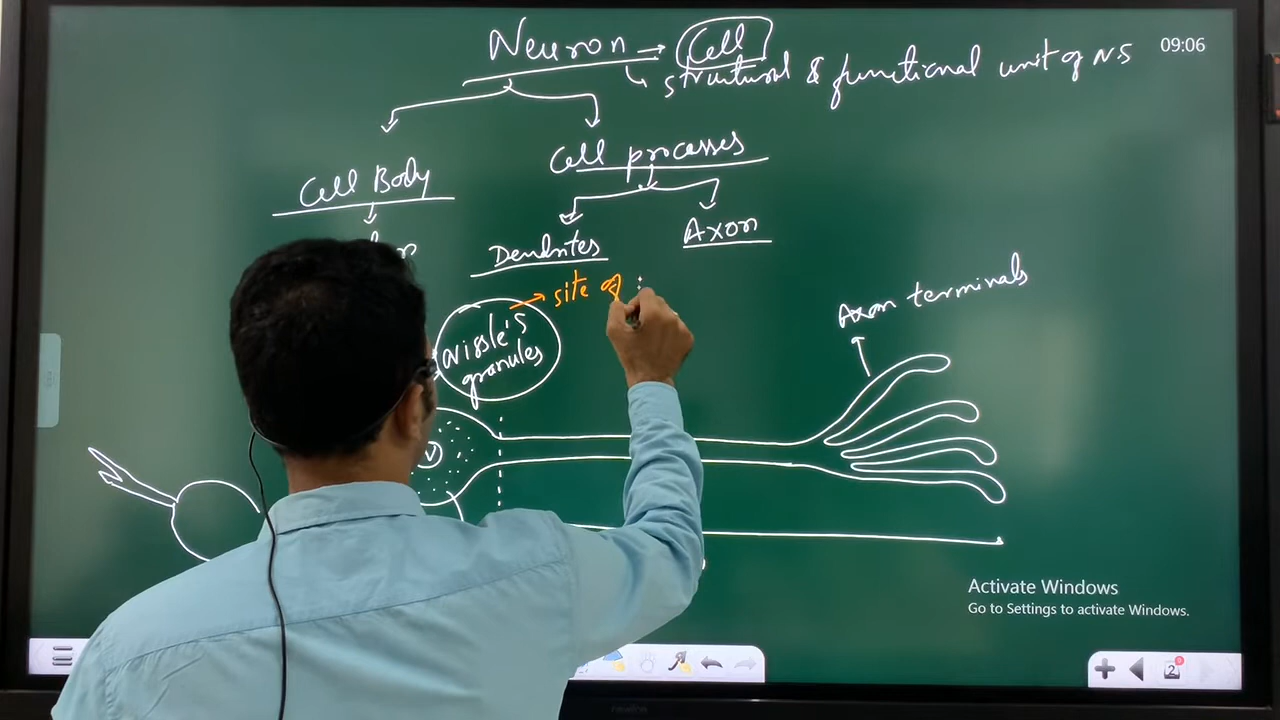 Neuron → Cell
09:06
↳ structural & functional unit of NS
Cell Body
Cell processes
Dendrites
Axon
→ site of
Nissle's
granules
Axon terminals
Activate Windows
Go to Settings to activate Windows.
2